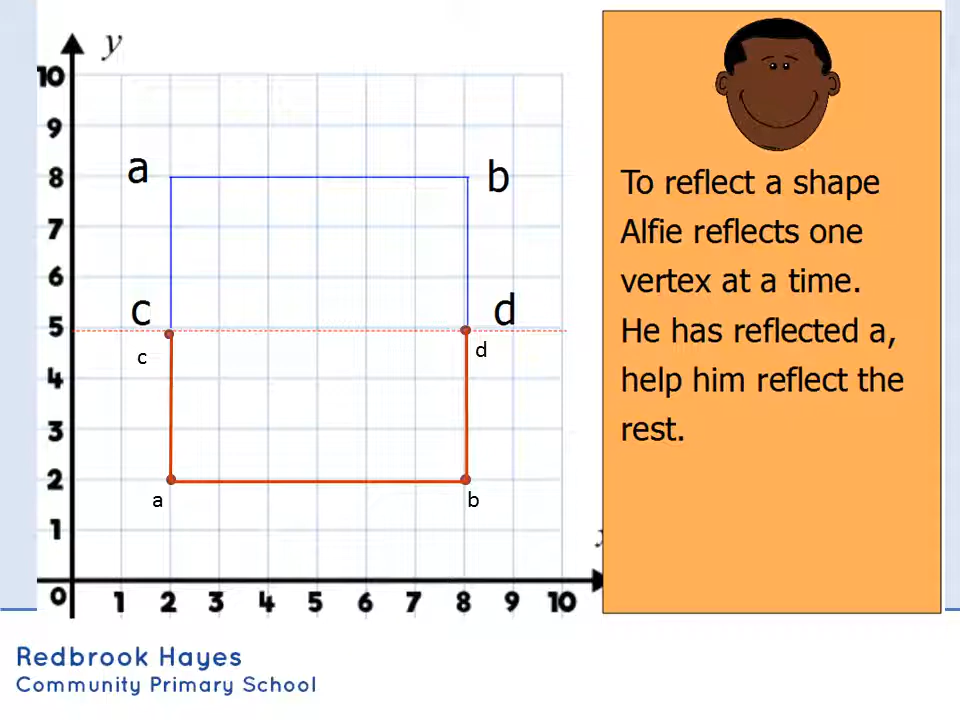 y
10
9
a
8
b
To reflect a shape
7
Alfie reflects one
6
vertex at a time.
c
d
5
He has reflected a,
c
d
4
help him reflect the
3
rest.
2
a
b
1
x
0 1 2 3 4 5 6 7 8 9 10
Redbrook Hayes
Community Primary School